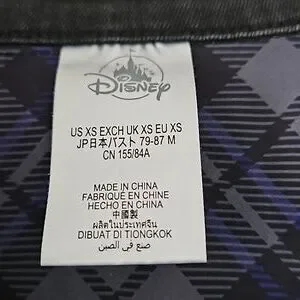 Disney
US XS EXCH UK XS EU XS
JP日本バスト 79-87 M
CN 155/84A
MADE IN CHINA
FABRIQUÉ EN CHINE
HECHO EN CHINA
中國製造
ผลิตในประเทศจีน
DIBUAT DI TIONGKOK
صنع في الصين